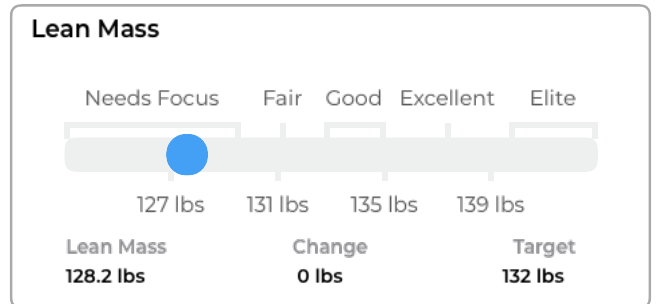 Lean Mass
Needs Focus Fair Good Excellent Elite
127 lbs 131 lbs 135 lbs 139 lbs
Lean Mass Change Target
128.2 lbs 0 lbs 132 lbs